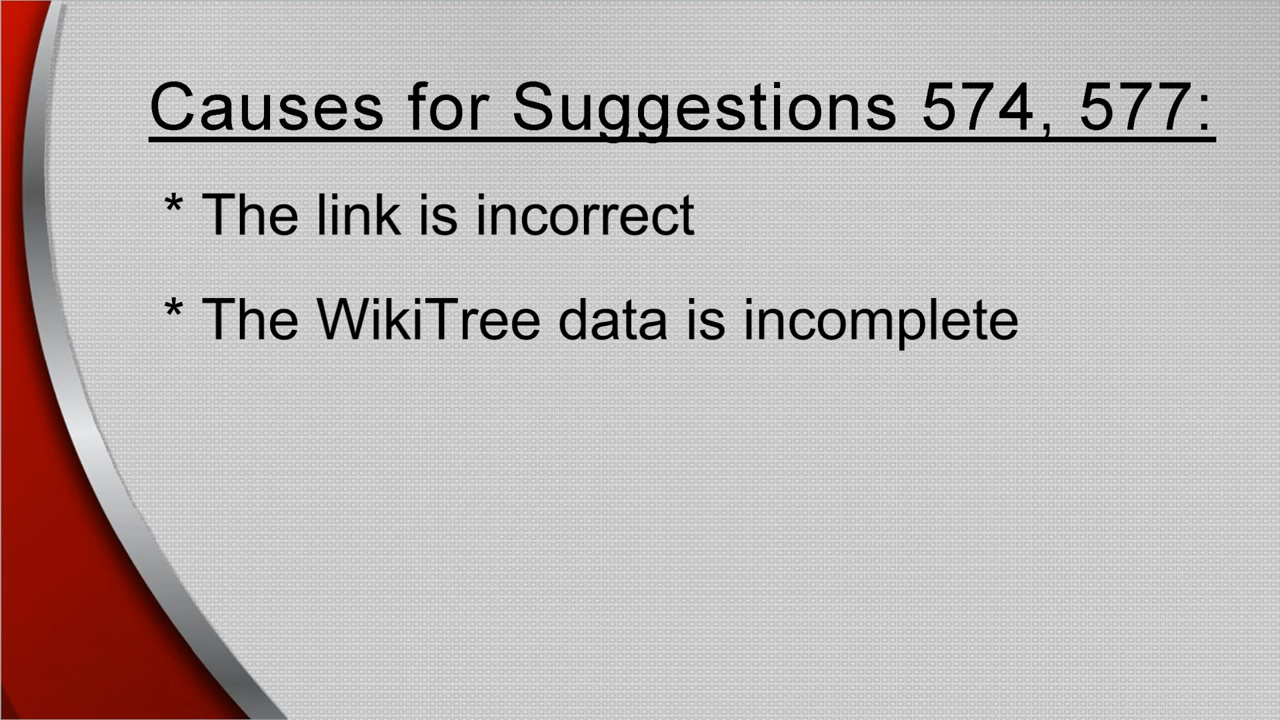 Causes for Suggestions 574, 577:
* The link is incorrect
* The WikiTree data is incomplete